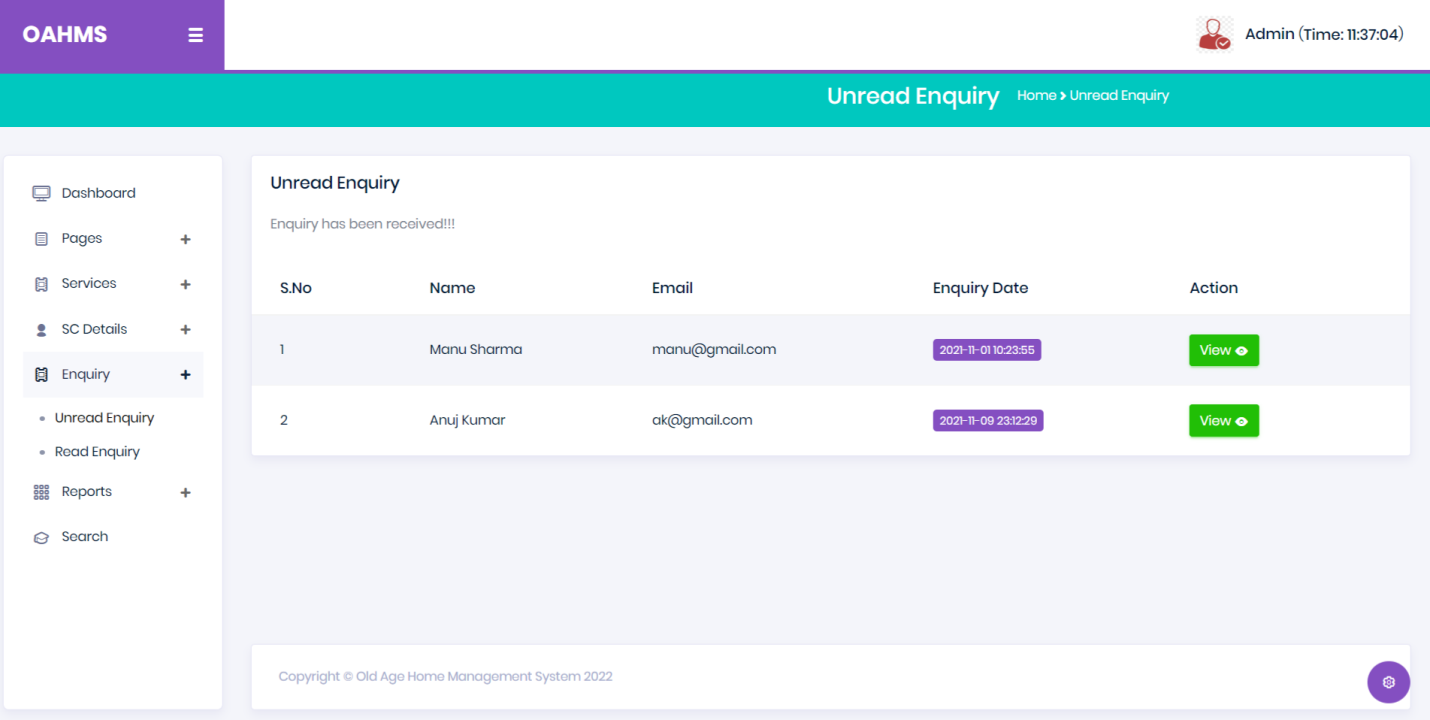 OAHMS
Admin (Time: 11:37:04)
Unread Enquiry Home > Unread Enquiry
Dashboard
Pages +
Services +
SC Details +
Enquiry +
Unread Enquiry
Read Enquiry
Reports +
Search
Unread Enquiry
Enquiry has been received!!!
S.No Name Email Enquiry Date Action
1 Manu Sharma manu@gmail.com 2021-11-01 10:23:55 View
2 Anuj Kumar ak@gmail.com 2021-11-09 23:12:29 View
Copyright © Old Age Home Management System 2022